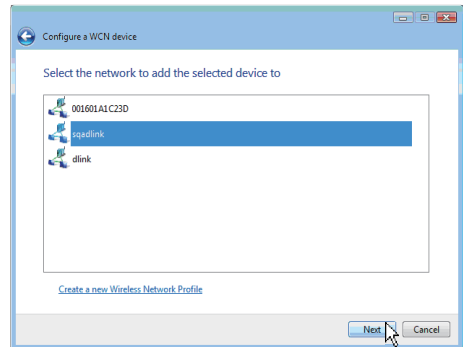 Configure a WCN device
Select the network to add the selected device to
001601A1C23D
sqadlink
dlink
Create a new Wireless Network Profile
Next
Cancel